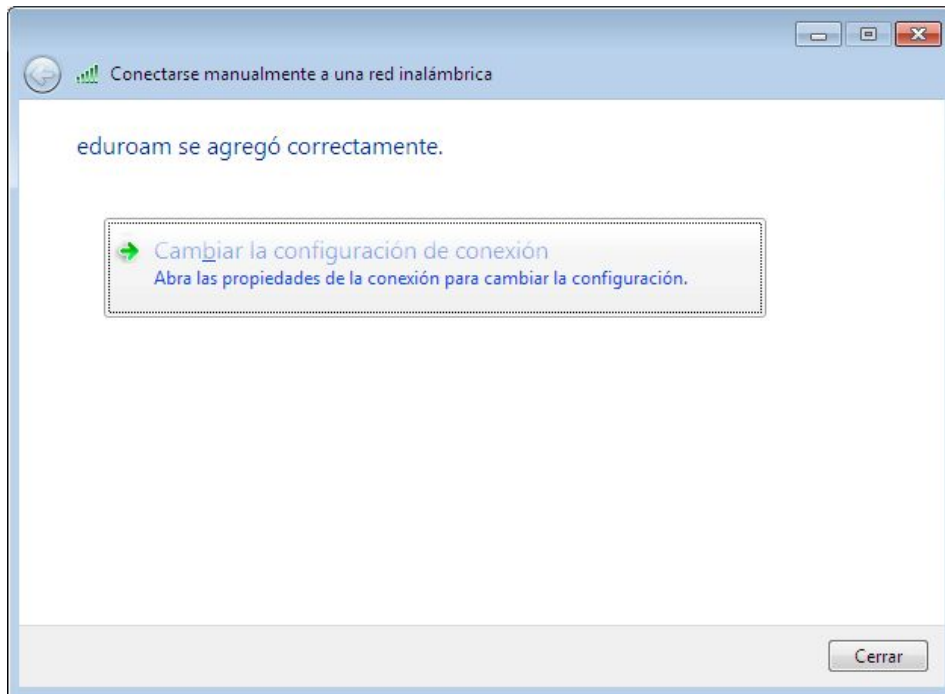 Conectarse manualmente a una red inalámbrica
eduroam se agregó correctamente.
Cambiar la configuración de conexión
Abra las propiedades de la conexión para cambiar la configuración.
Cerrar